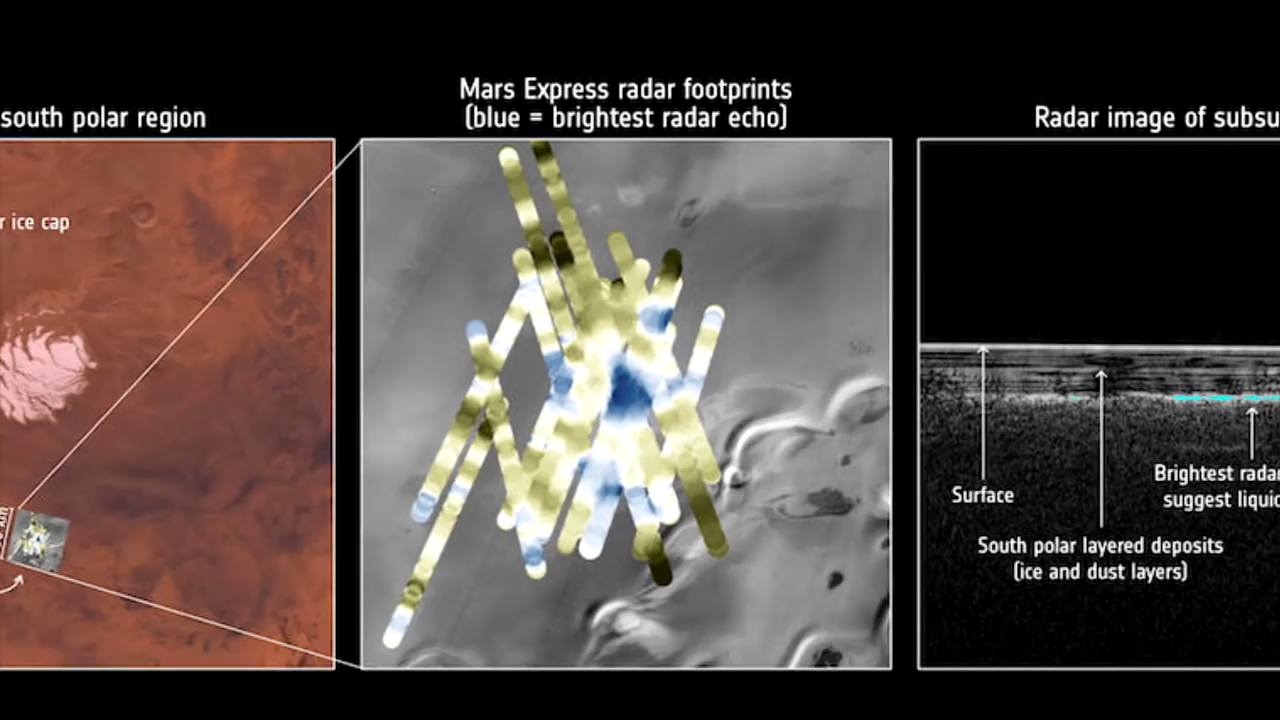 south polar region
r ice cap
km
Mars Express radar footprints
(blue = brightest radar echo)
Radar image of subsu
Surface
South polar layered deposits
(ice and dust layers)
Brightest radar
suggest liquid